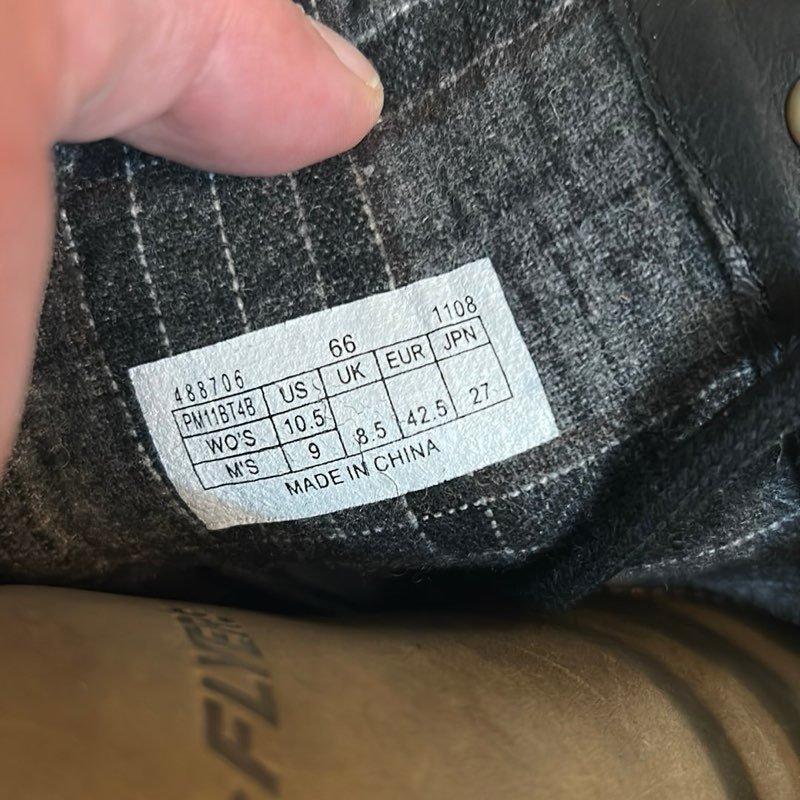 488706 66 1108
PM11BT4B US UK EUR JPN
WO'S 10.5
M'S 9 8.5 42.5 27
MADE IN CHINA
FLYERS